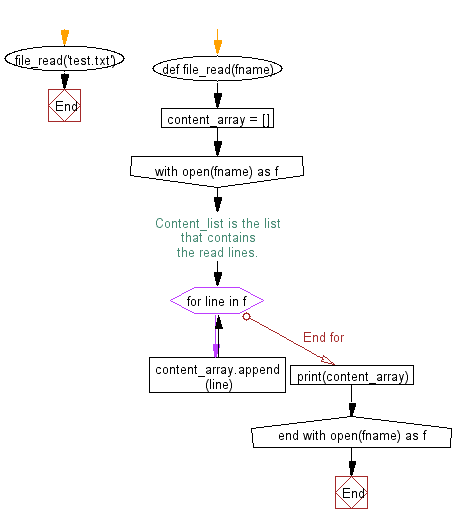 file_read('test.txt')
End
def file_read(fname)
content_array = []
with open(fname) as f
Content_list is the list
that contains
the read lines.
for line in f
End for
content_array.append
(line)
print(content_array)
end with open(fname) as f
End